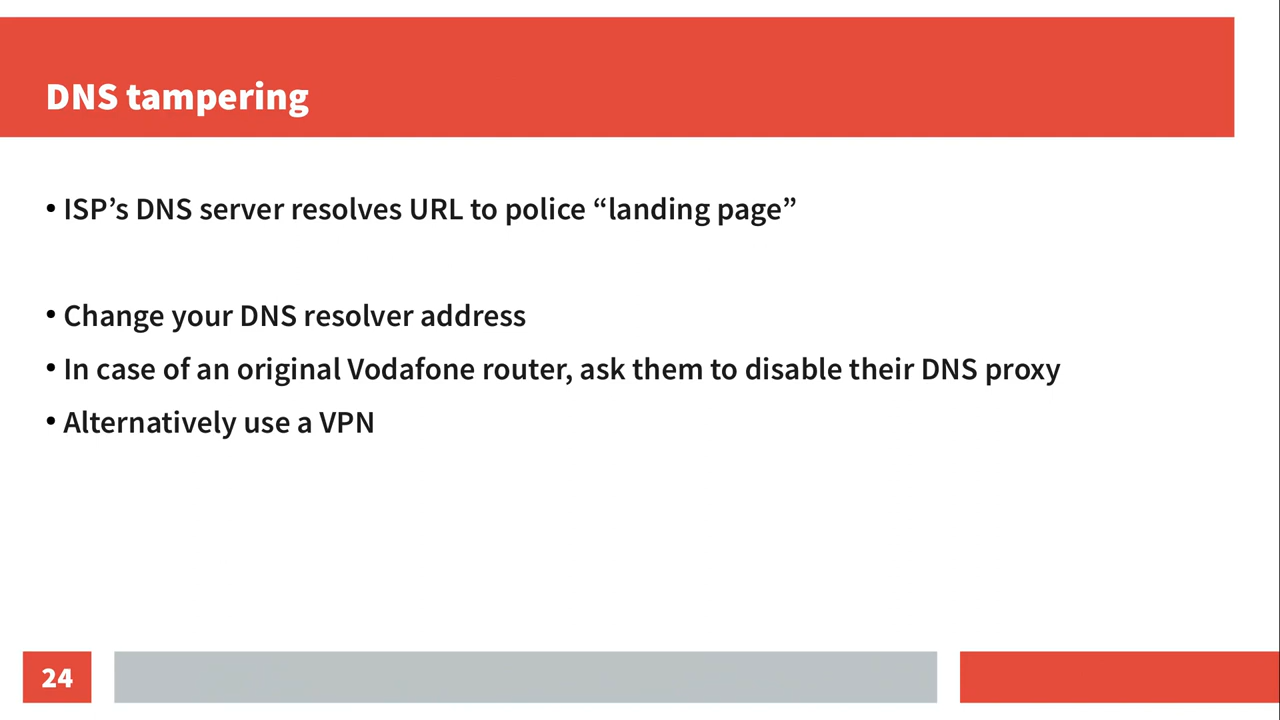 DNS tampering
• ISP’s DNS server resolves URL to police “landing page”
• Change your DNS resolver address
• In case of an original Vodafone router, ask them to disable their DNS proxy
• Alternatively use a VPN
24